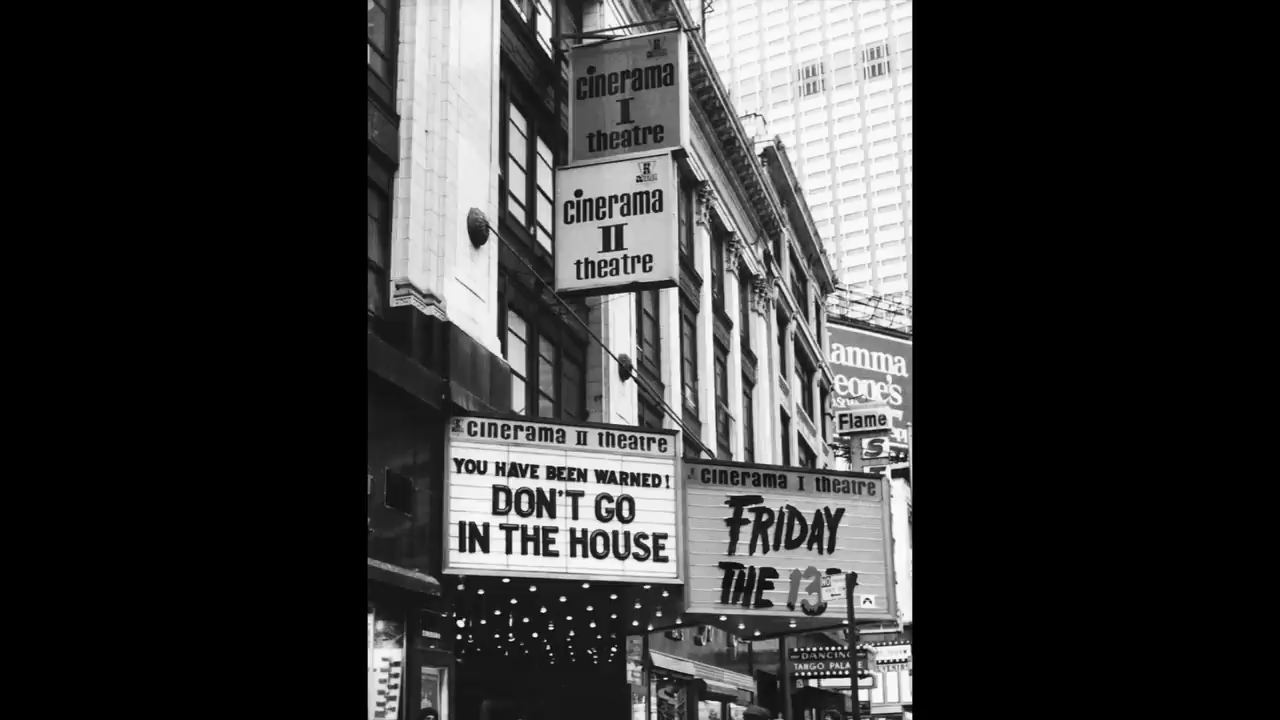 cinerama
I
theatre
cinerama
II
theatre
amma
eone's
Flame
S
cinerama II theatre
YOU HAVE BEEN WARNED!
DON'T GO
IN THE HOUSE
cinerama I theatre
FRIDAY
THE 13
DANCING
TANGO PALACE